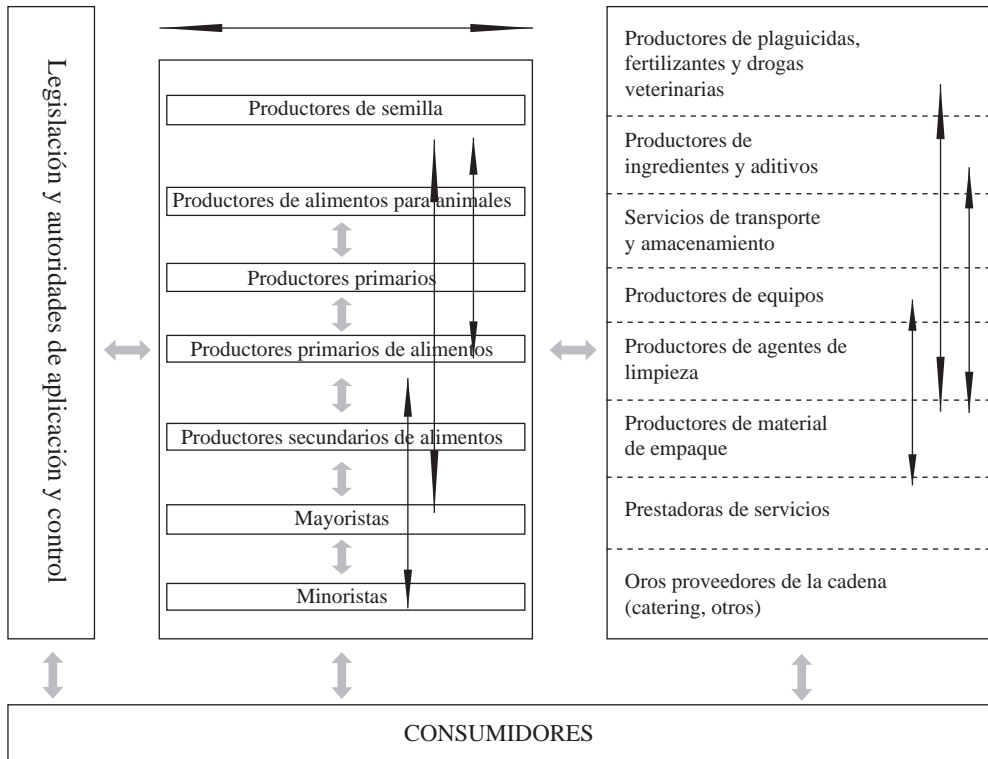 Legislación y autoridades de aplicación y control
Productores de semilla
Productores de alimentos para animales
Productores primarios
Productores primarios de alimentos
Productores secundarios de alimentos
Mayoristas
Minoristas
Productores de plaguicidas,
fertilizantes y drogas
veterinarias
Productores de
ingredientes y aditivos
Servicios de transporte
y amacenamiento
Productores de equipos
Productores de agentes de
limpieza
Productores de material
de empaque
Prestadoras de servicios
Oros proveedores de la cadena
(catering, otros)
CONSUMIDORES